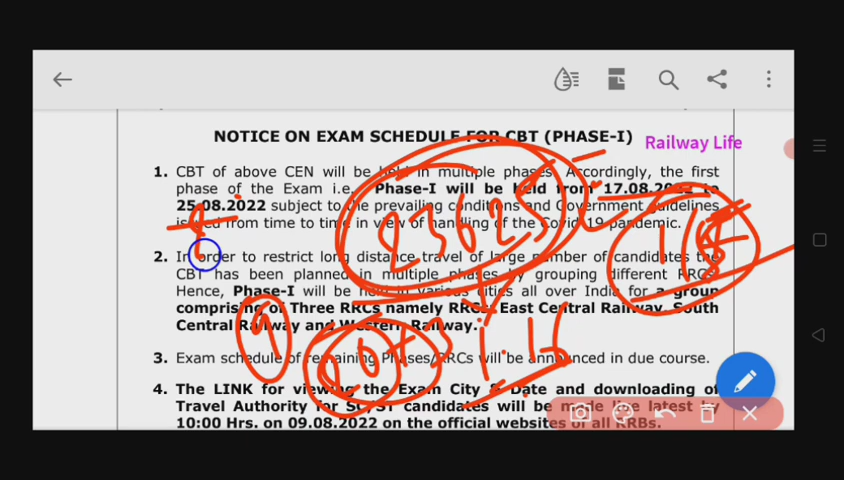 NOTICE ON EXAM SCHEDULE FOR CBT (PHASE-I)
Railway Life
1. CBT of above CEN will be held in multiple phases. Accordingly, the first
phase of the Exam i.e. Phase-I will be held from 17.08.2022 to
25.08.2022 subject to the prevailing conditions and Government guidelines
issued from time to time in view of handling of the Covid-19 pandemic.
2. In order to restrict long distance travel of large number of candidates the
CBT has been planned in multiple phases by grouping different RRCs.
Hence, Phase-I will be held in various cities all over India for a group
comprising of Three RRCs namely RRCs: East Central Railway, South
Central Railway and Western Railway.
3. Exam schedule of remaining Phases/RRCs will be announced in due course.
4. The LINK for viewing the Exam City & Date and downloading of
Travel Authority for SC/ST candidates will be made live latest by
10:00 Hrs. on 09.08.2022 on the official websites of all RRBs.
23625
9